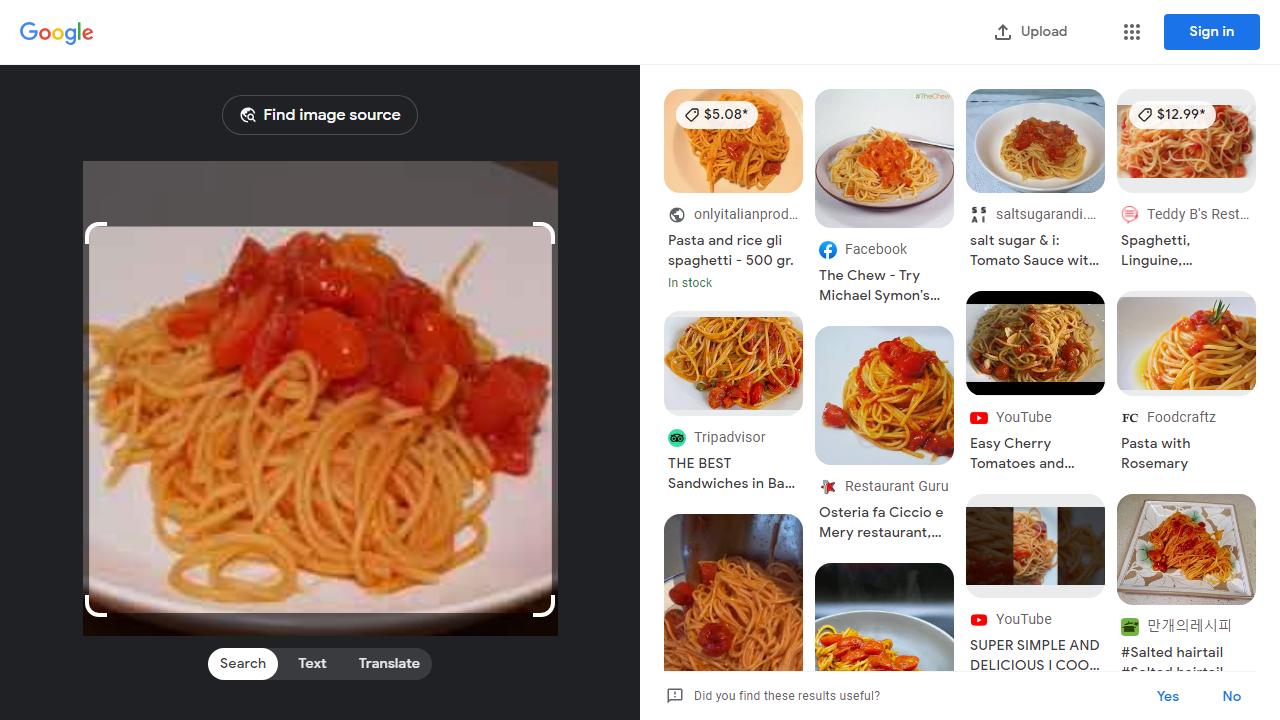 Google
Upload
Sign in
Find image source
Search
Text
Translate
$5.08*
onlyitalianprod...
Pasta and rice gli
spaghetti - 500 gr.
In stock
Tripadvisor
THE BEST
Sandwiches in Ba...
#TheChew
Facebook
The Chew - Try
Michael Symon's...
Restaurant Guru
Osteria fa Ciccio e
Mery restaurant,...
S S
A I
saltsugarandi....
salt sugar & i:
Tomato Sauce wit...
YouTube
Easy Cherry
Tomatoes and...
YouTube
SUPER SIMPLE AND
DELICIOUS I COO...
$12.99*
Teddy B's Rest...
Spaghetti,
Linguine,...
FC
Foodcraftz
Pasta with
Rosemary
만개의레시피
#Salted hairtail
#Salted hairtail
Did you find these results useful?
Yes
No